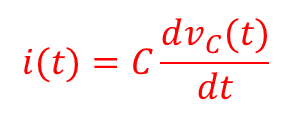 i(t) = C dv_C(t)/dt